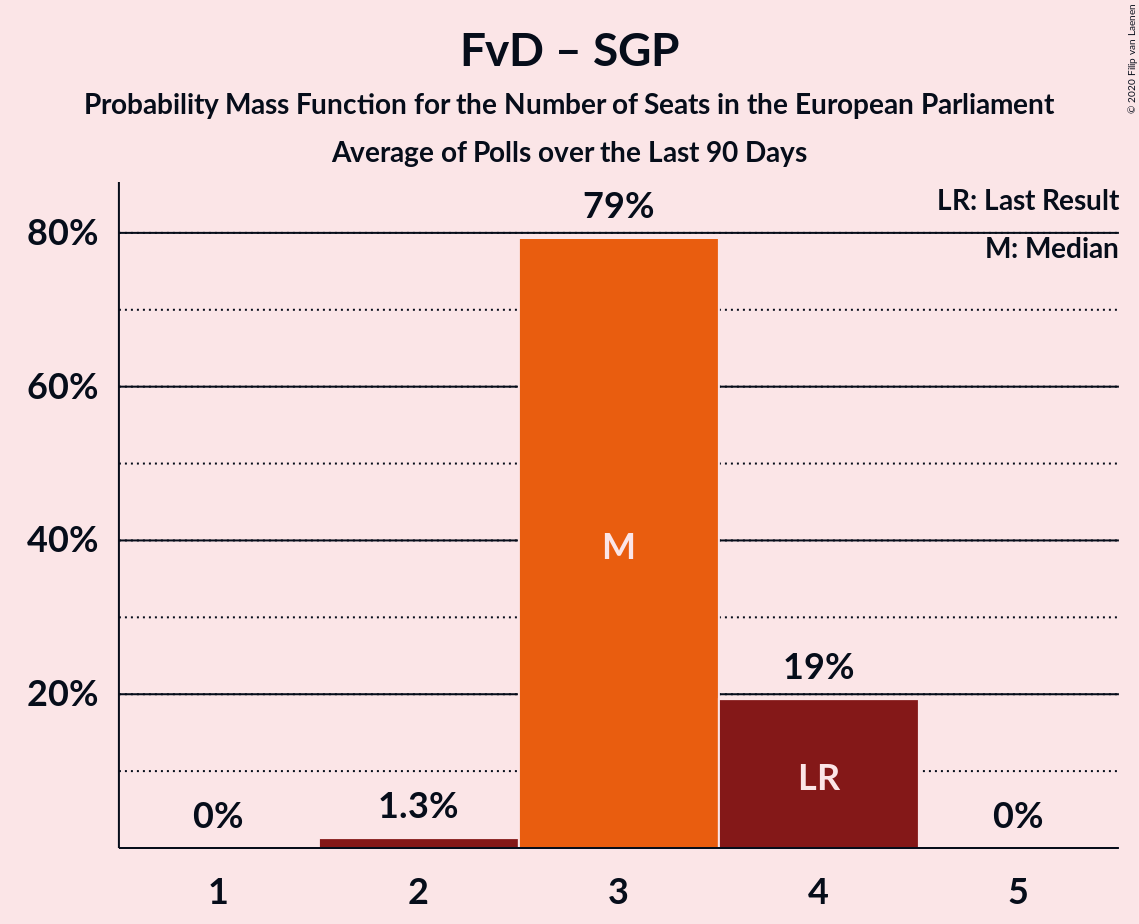 FvD – SGP
Probability Mass Function for the Number of Seats in the European Parliament
Average of Polls over the Last 90 Days
© 2020 Filip van Laenen
LR: Last Result
M: Median
80%
60%
40%
20%
0%
1.3%
79%
M
19%
LR
0%
1
2
3
4
5